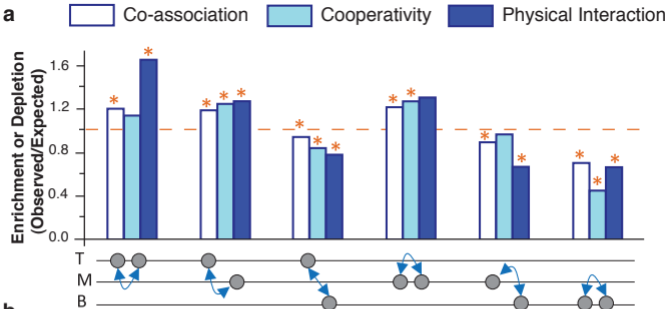 a
Co-association
Cooperativity
Physical Interaction
Enrichment or Depletion
(Observed/Expected)
1.6
1.2
0.8
0.4
0.0
* * * * * * * * * * * * * * *
T
M
B
b